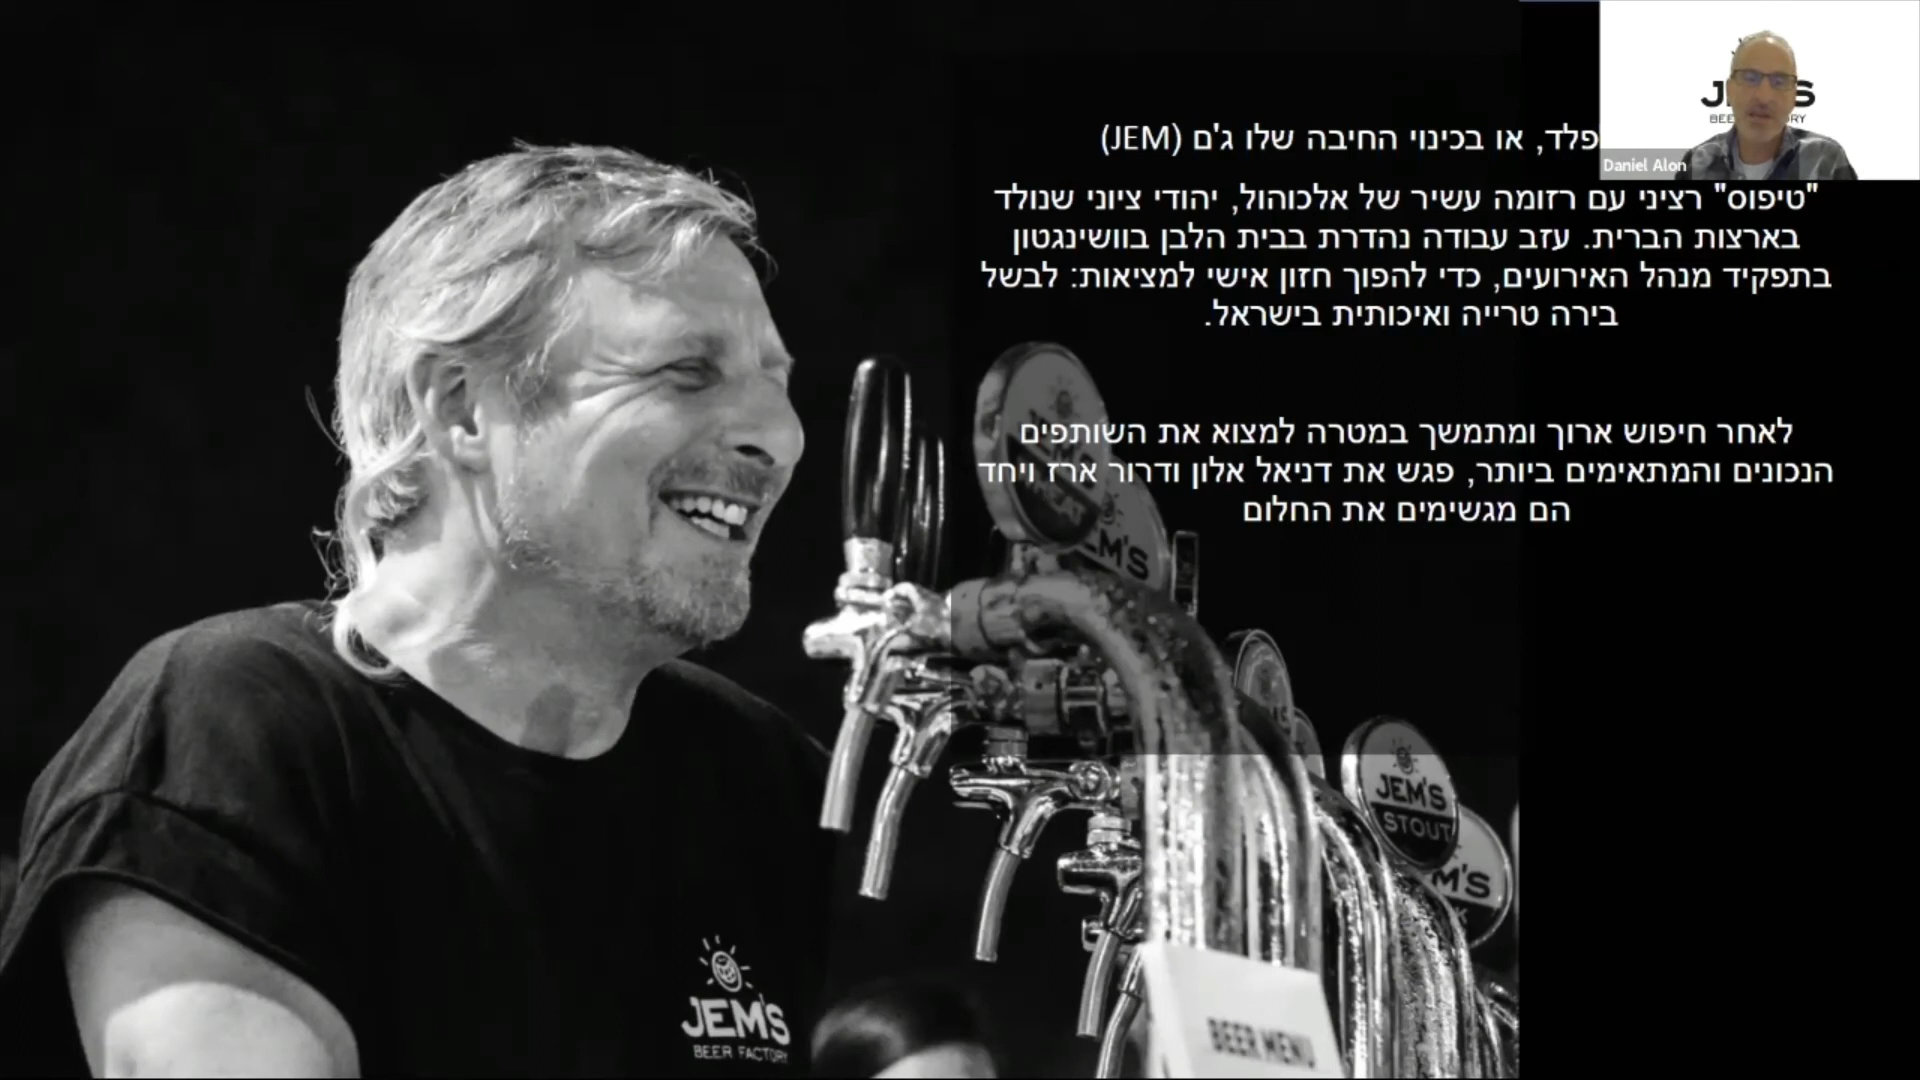 או בכינוי החיבה שלו ג'ם (JEM)
"טיפוס" רציני עם רזומה עשיר של אלכוהול, יהודי ציוני שנולד
בארצות הברית. עזב עבודה נהדרת בבית הלבן בוושינגטון
בתפקיד מנהל האירועים, כדי להפוך חזון אישי למציאות: לבשל
בירה טרייה ואיכותית בישראל.
לאחר חיפוש ארוך ומתמשך במטרה למצוא את השותפים
הנכונים והמתאימים ביותר, פגש את דניאל אלון ודרור ארז ויחד
הם מגשימים את החלום
Daniel Alon
JEM'S
JEM'S
STOUT
JEM'S
BEER FACTORY
BEER MENU